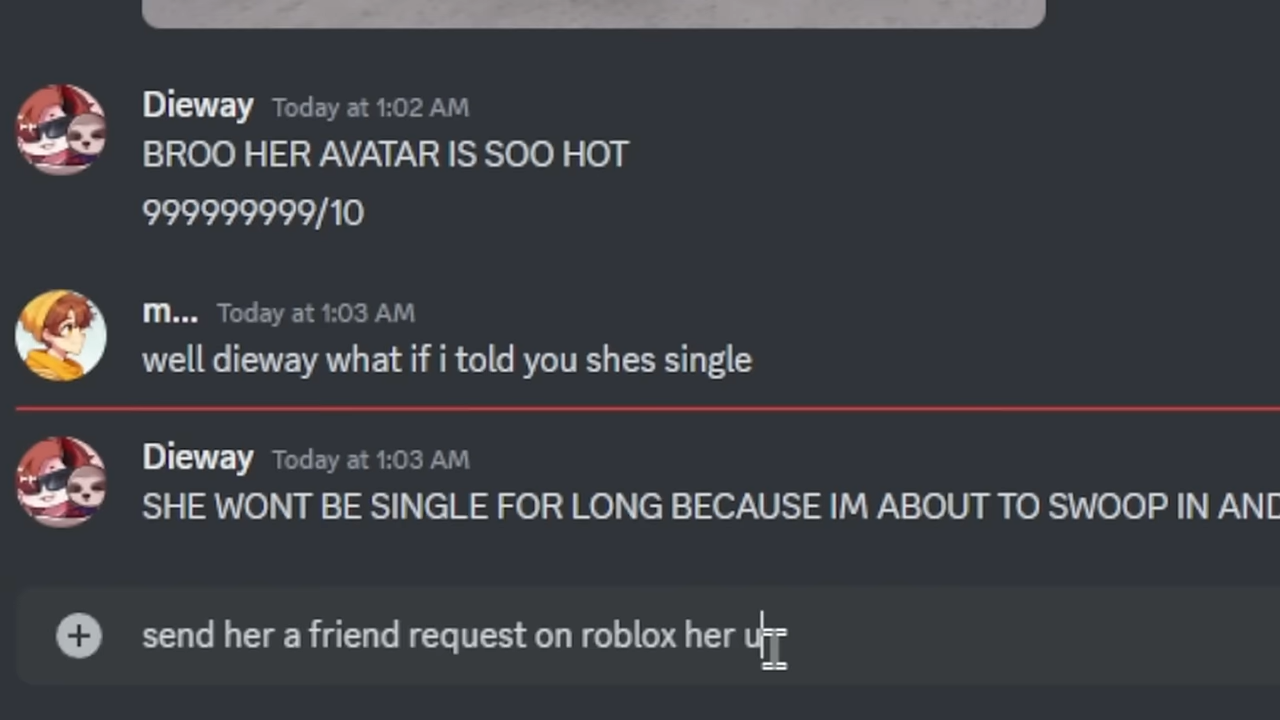 Dieway Today at 1:02 AM
BROO HER AVATAR IS SOO HOT
999999999/10
m... Today at 1:03 AM
well dieway what if i told you shes single
Dieway Today at 1:03 AM
SHE WONT BE SINGLE FOR LONG BECAUSE IM ABOUT TO SWOOP IN AND
send her a friend request on roblox her u